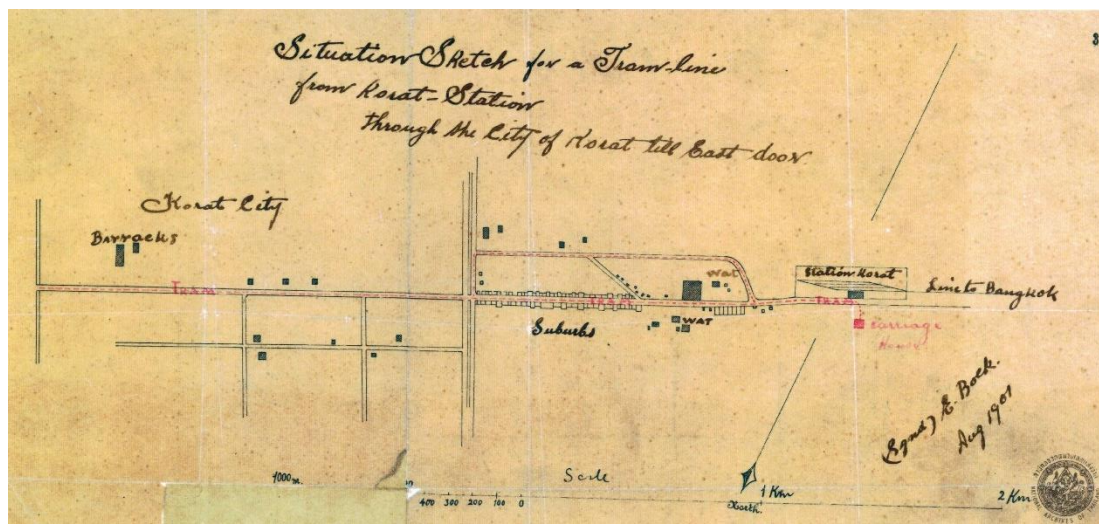 Situation Sketch for a Tram-line
from Korat-Station
through the City of Korat till East door.
Korat City
Barracks
Wat
Station Korat
Line to Bangkok
Tram
Tram
Tram
Suburbs
WAT
Carriage
House
(Sgnd) E. Bock.
Aug 1901
1000 m.
Scale
400 300 200 100 0
1 Km
2 Km
North.